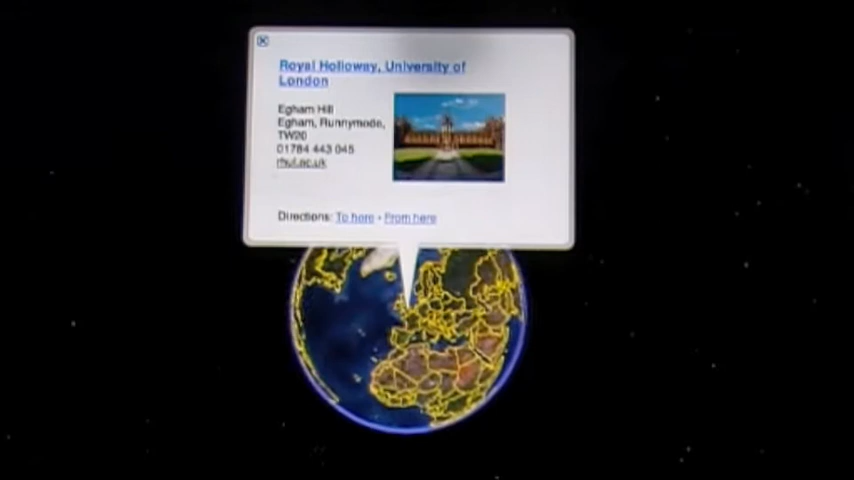 Royal Holloway, University of
London
Egham Hill
Egham, Runnymede,
TW20
01784 443 045
rhul.ac.uk
Directions: To here - From here